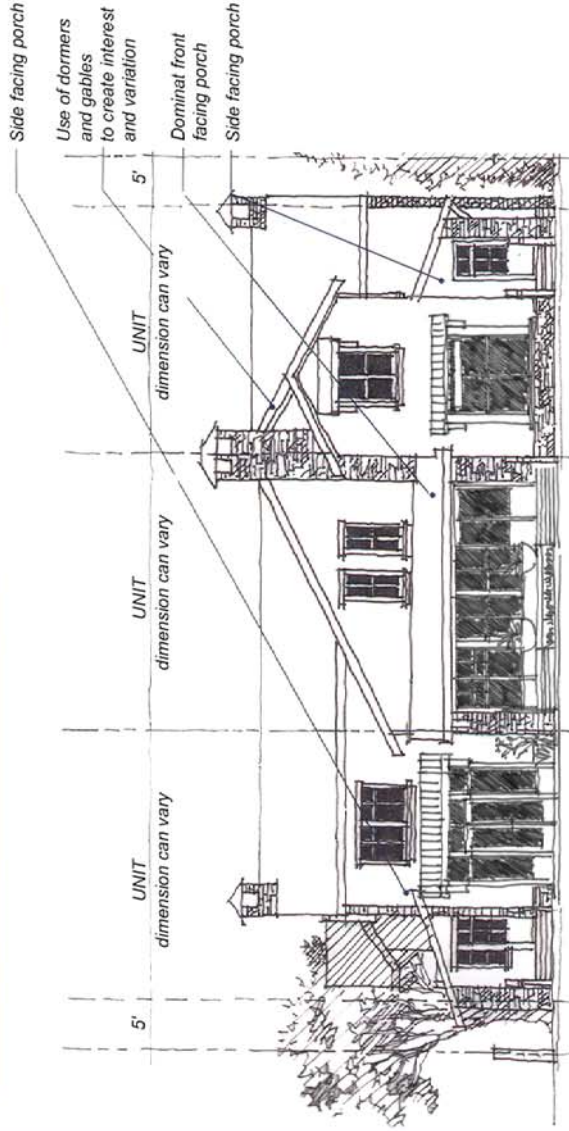 Side facing porch
Use of dormers
and gables
to create interest
and variation
Dominat front
facing porch
Side facing porch
5'
UNIT
dimension can vary
UNIT
dimension can vary
UNIT
dimension can vary
5'